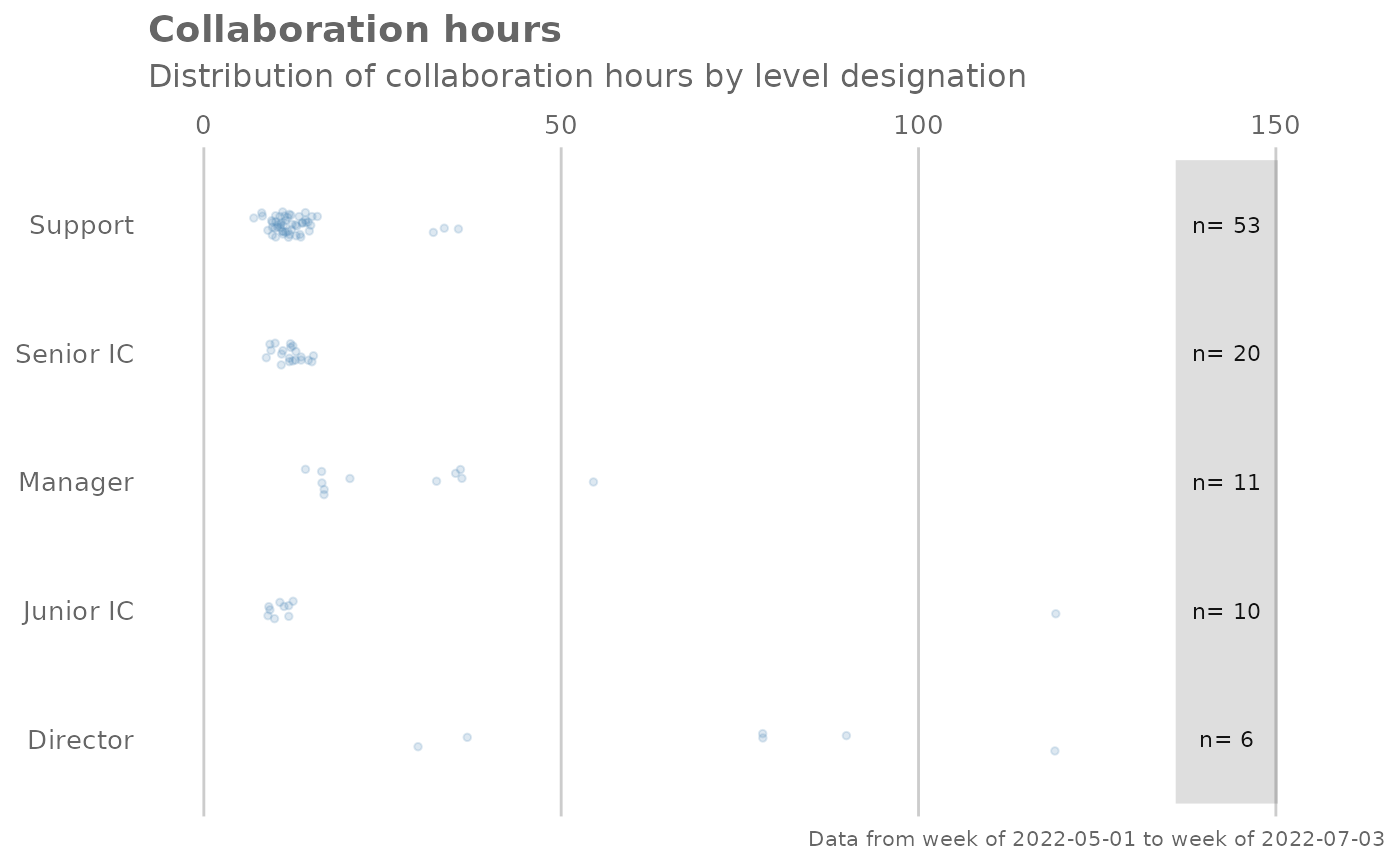 Collaboration hours
Distribution of collaboration hours by level designation
0 50 100 150
Support n= 53
Senior IC n= 20
Manager n= 11
Junior IC n= 10
Director n= 6
Data from week of 2022-05-01 to week of 2022-07-03